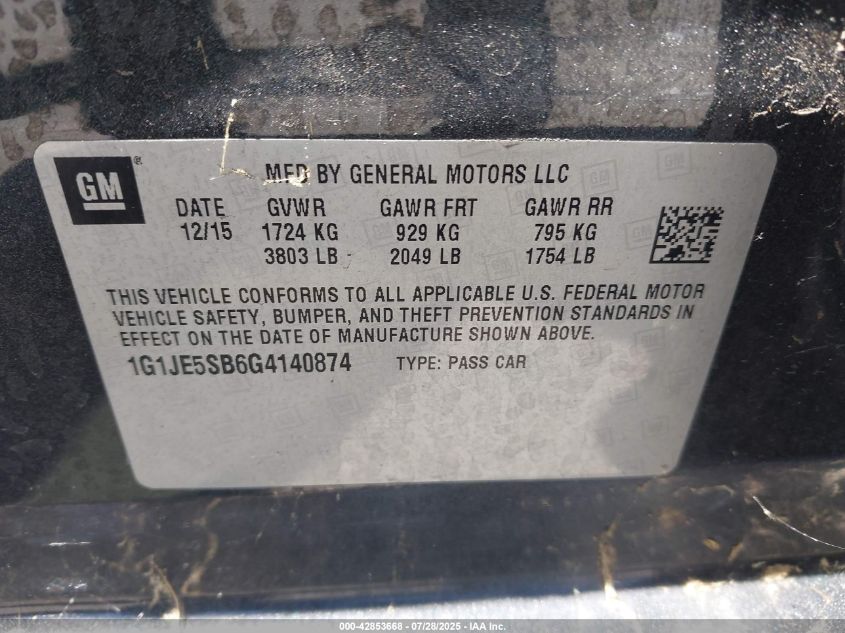 GM ® MFD BY GENERAL MOTORS LLC
DATE GVWR GAWR FRT GAWR RR
12/15 1724 KG 929 KG 795 KG
3803 LB 2049 LB 1754 LB
THIS VEHICLE CONFORMS TO ALL APPLICABLE U.S. FEDERAL MOTOR
VEHICLE SAFETY, BUMPER, AND THEFT PREVENTION STANDARDS IN
EFFECT ON THE DATE OF MANUFACTURE SHOWN ABOVE.
1G1JE5SB6G4140874 TYPE: PASS CAR
000-42853668 - 07/28/2025 - IAA Inc.